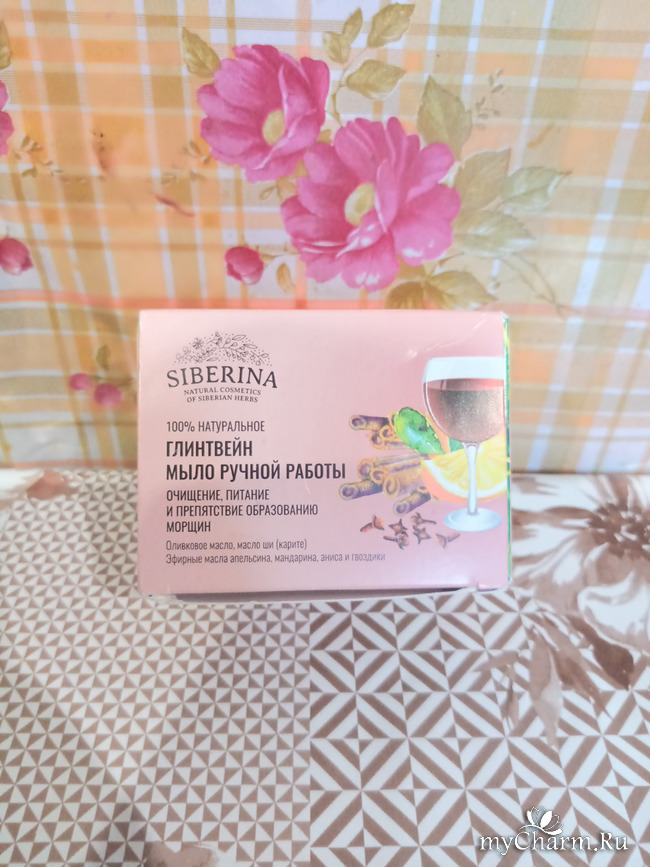 SIBERINA
NATURAL COSMETICS
OF SIBERIAN HERBS
100% НАТУРАЛЬНОЕ
ГЛИНТВЕЙН
МЫЛО РУЧНОЙ РАБОТЫ
ОЧИЩЕНИЕ, ПИТАНИЕ
И ПРЕПЯТСТВИЕ ОБРАЗОВАНИЮ
МОРЩИН
Оливковое масло, масло ши (карите)
Эфирные масла апельсина, мандарина, аниса и гвоздики
myCharm.Ru